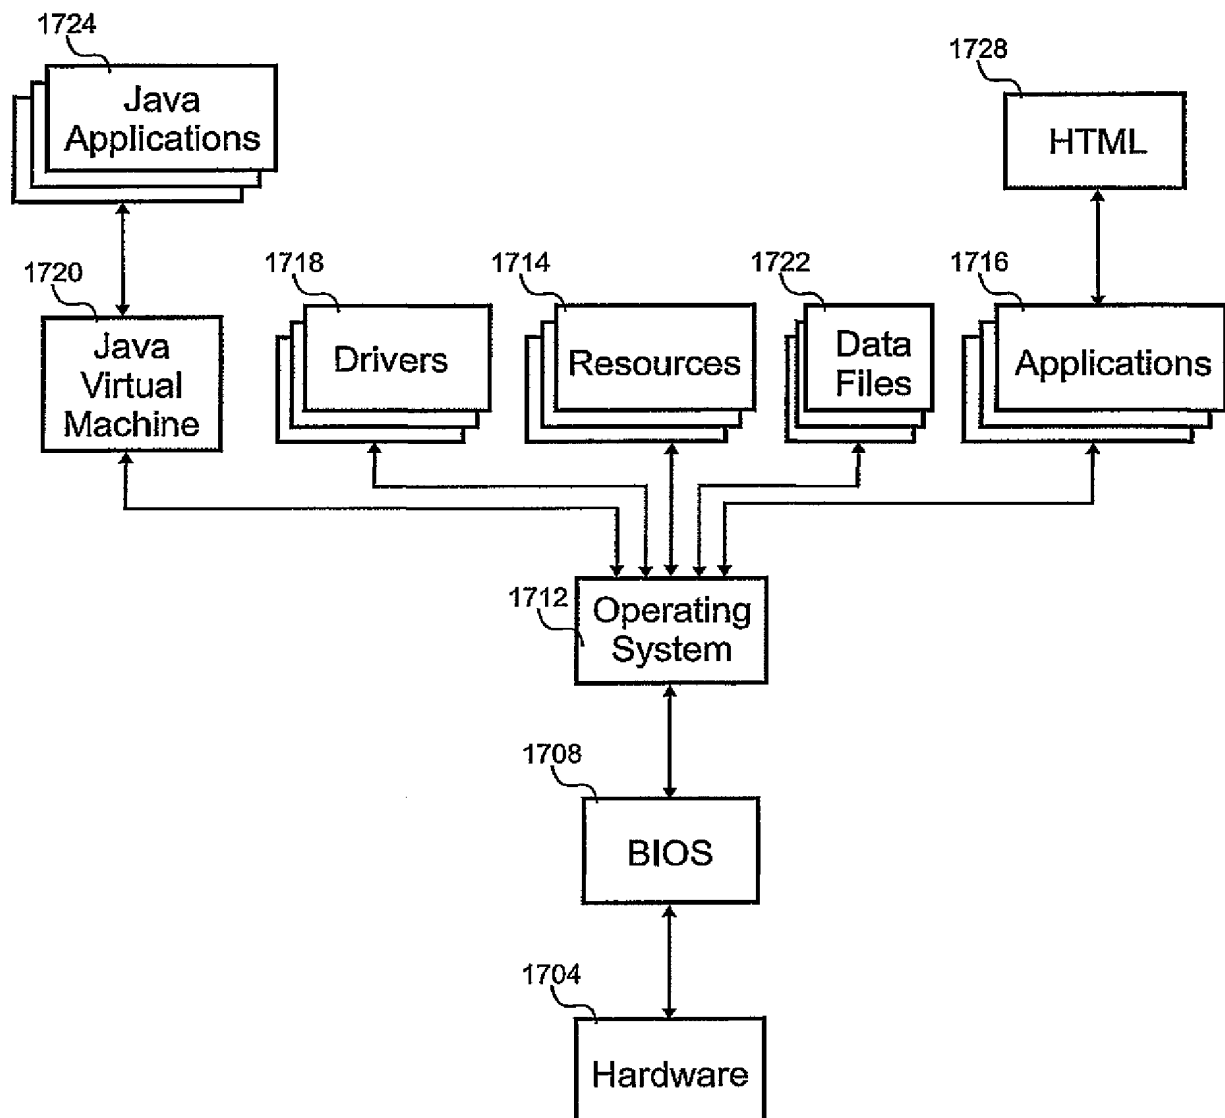 1724
Java
Applications
1728
HTML
1720
Java
Virtual
Machine
1718
Drivers
1714
Resources
1722
Data
Files
1716
Applications
1712
Operating
System
1708
BIOS
1704
Hardware